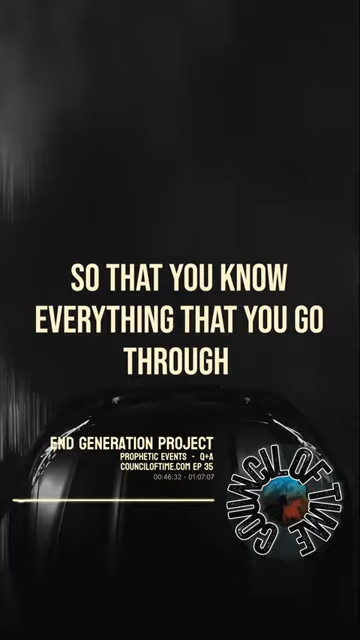 SO THAT YOU KNOW
EVERYTHING THAT YOU GO
THROUGH
END GENERATION PROJECT
PROPHETIC EVENTS - Q+A
COUNCILOFTIME.COM EP 35
00:46:32 - 01:07:07
COUNCIL OF TIME